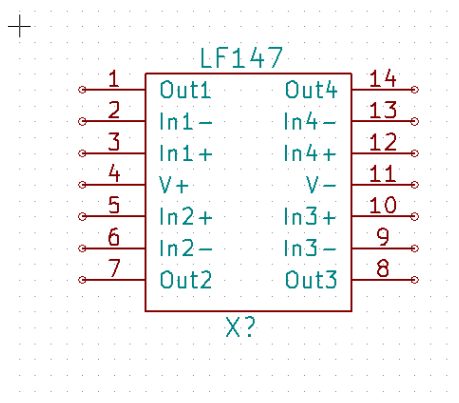 LF147
1 Out1 Out4 14
2 In1- In4- 13
3 In1+ In4+ 12
4 V+ V- 11
5 In2+ In3+ 10
6 In2- In3- 9
7 Out2 Out3 8
X?